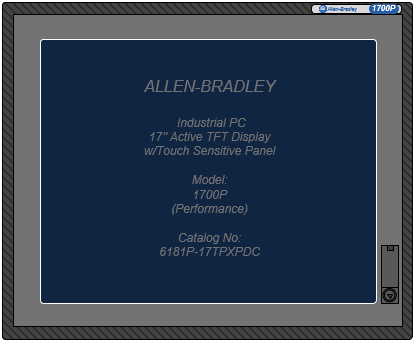 Allen-Bradley 1700P
ALLEN-BRADLEY
Industrial PC
17" Active TFT Display
w/Touch Sensitive Panel
Model:
1700P
(Performance)
Catalog No:
6181P-17TPXPDC